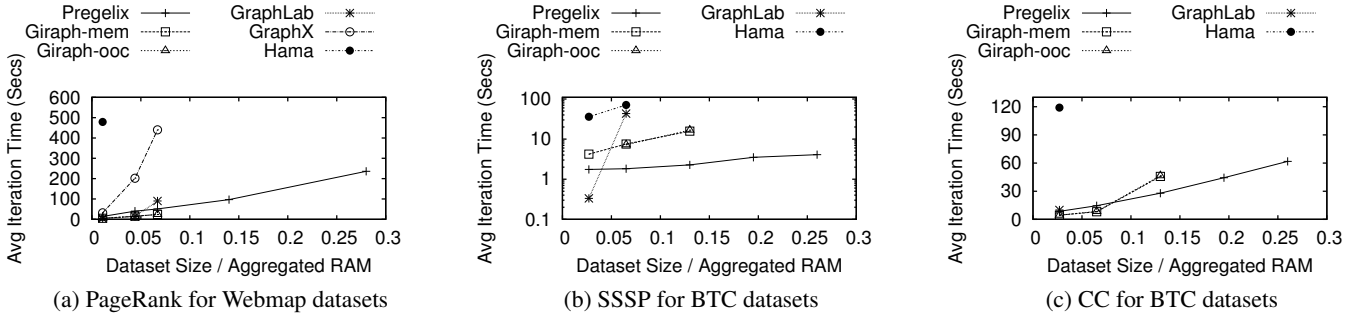 Pregelix
Giraph-mem
Giraph-ooc
GraphLab
GraphX
Hama
Avg Iteration Time (Secs)
600
500
400
300
200
100
0
0 0.05 0.1 0.15 0.2 0.25 0.3
Dataset Size / Aggregated RAM
(a) PageRank for Webmap datasets
Pregelix
Giraph-mem
Giraph-ooc
GraphLab
Hama
Avg Iteration Time (Secs)
100
10
1
0.1
0 0.05 0.1 0.15 0.2 0.25 0.3
Dataset Size / Aggregated RAM
(b) SSSP for BTC datasets
Pregelix
Giraph-mem
Giraph-ooc
GraphLab
Hama
Avg Iteration Time (Secs)
120
90
60
30
0
0 0.05 0.1 0.15 0.2 0.25 0.3
Dataset Size / Aggregated RAM
(c) CC for BTC datasets